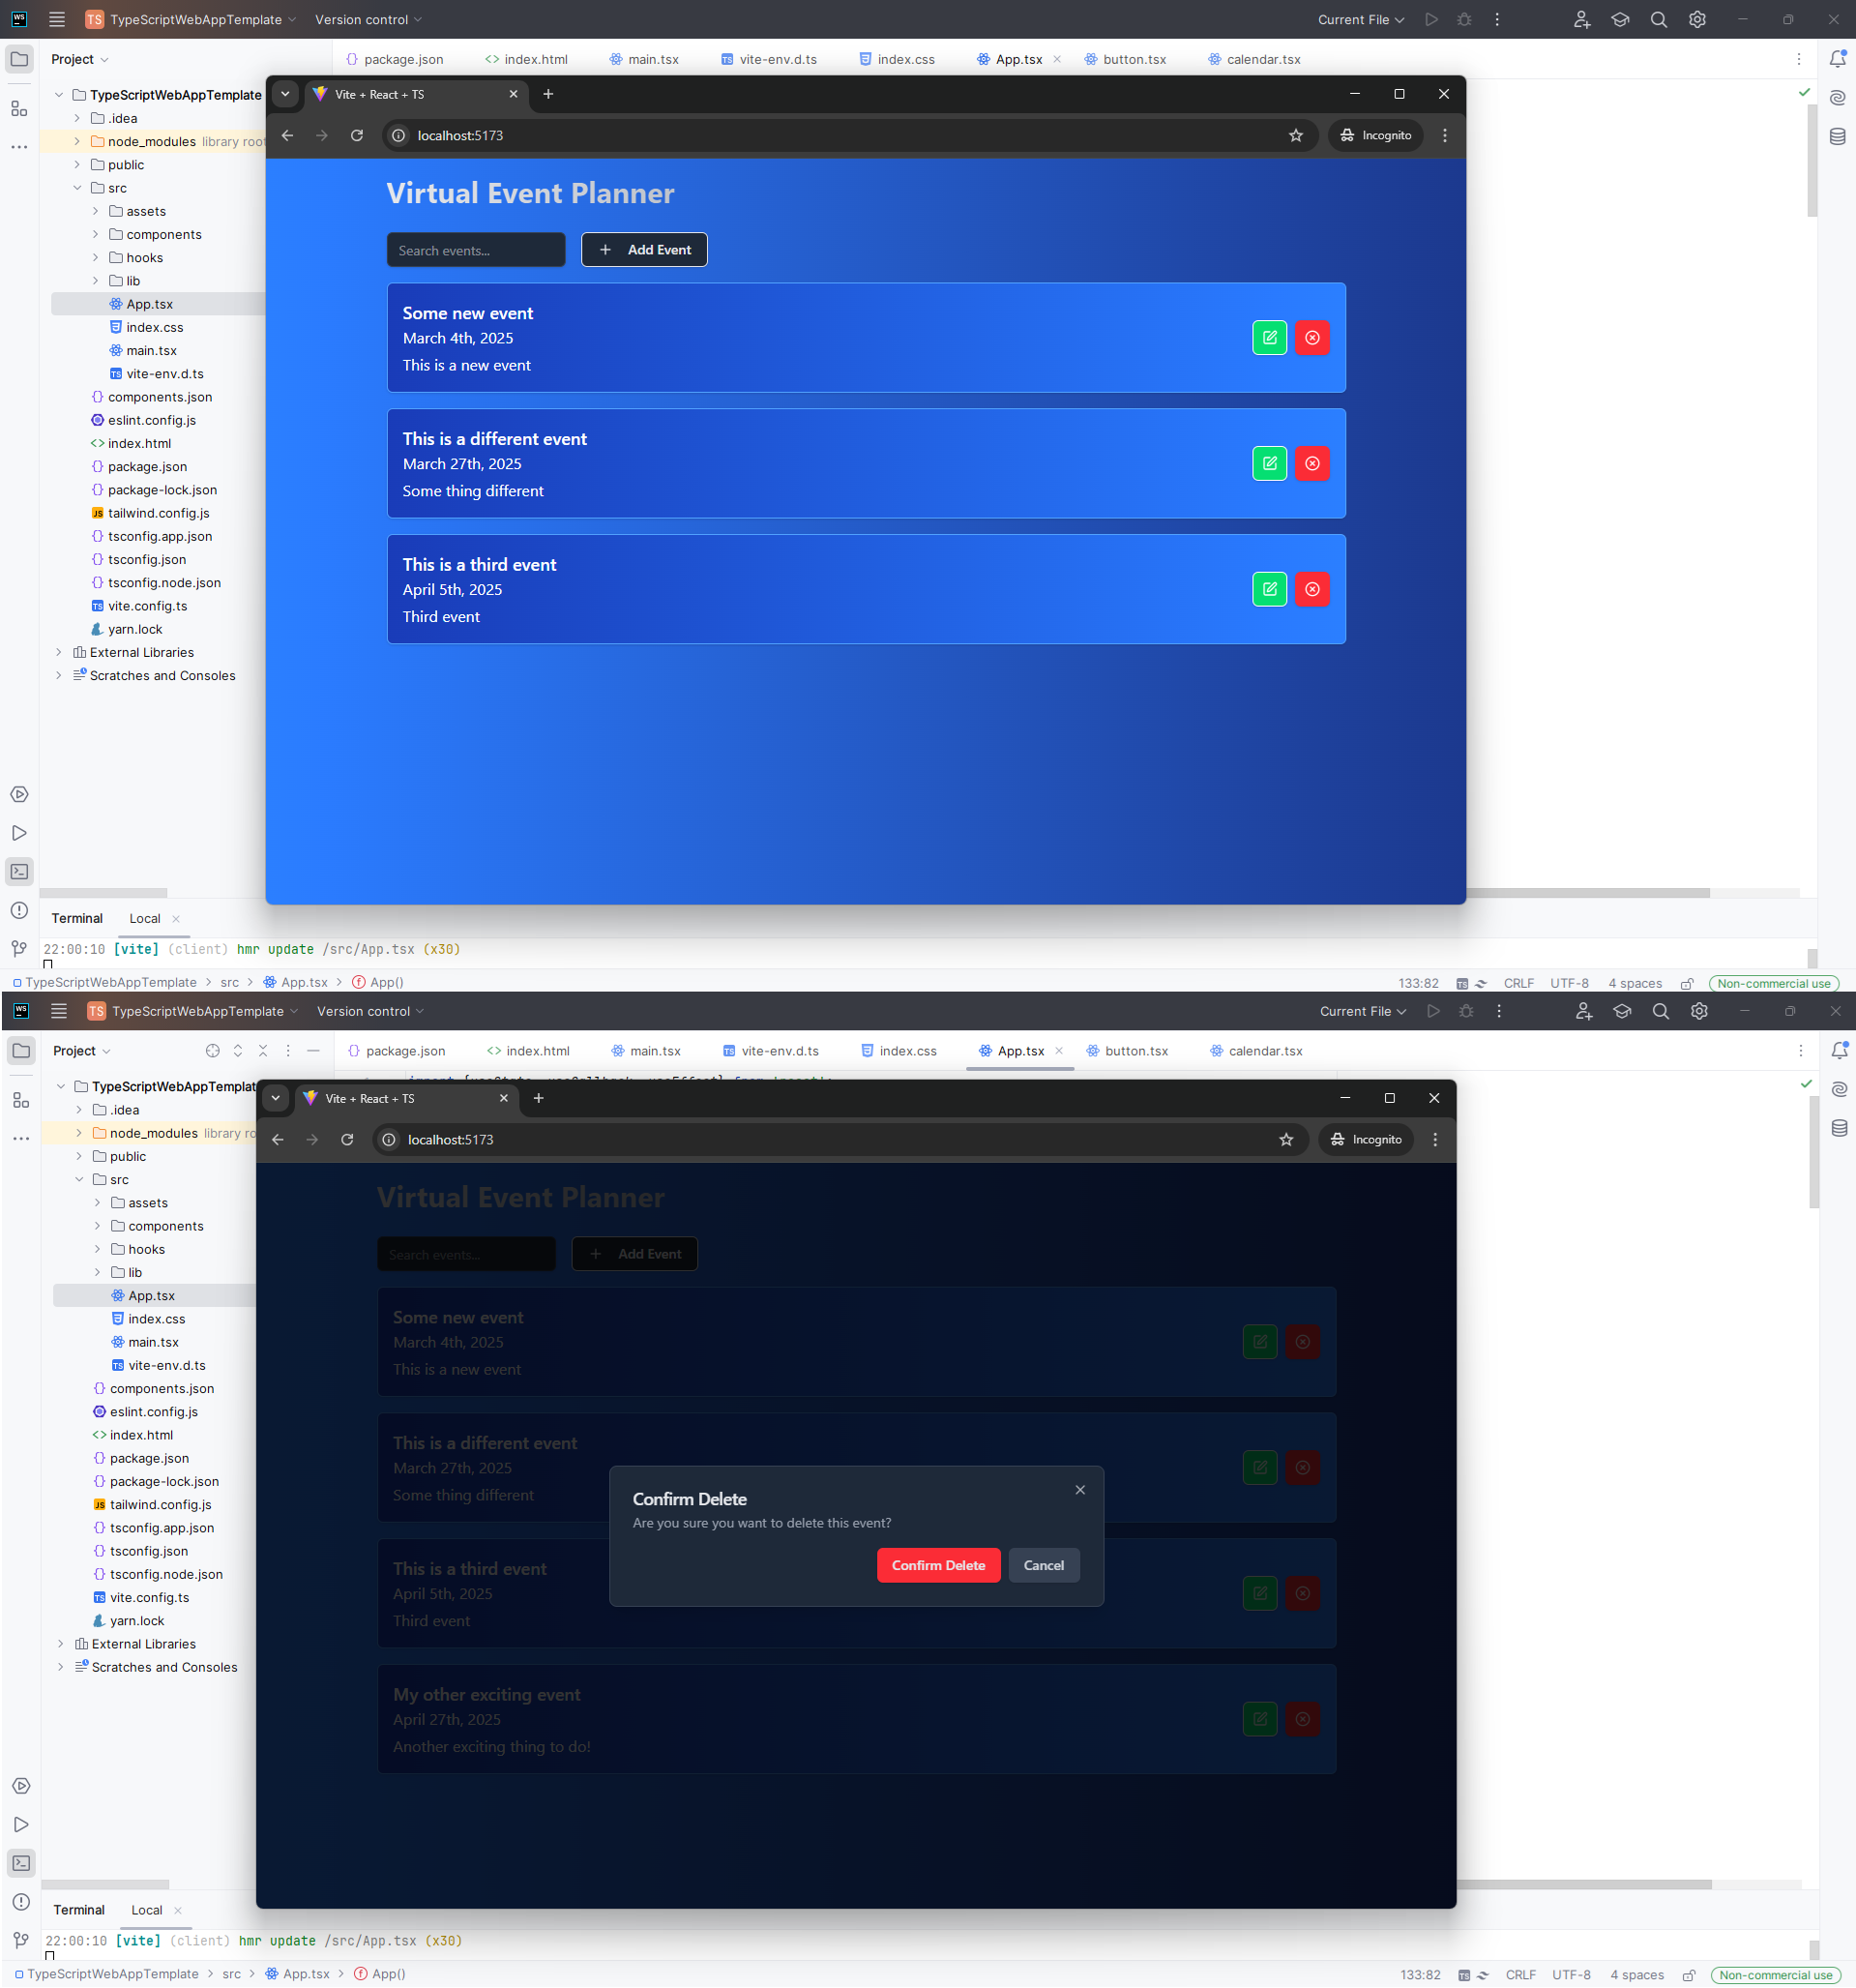 WS TS TypeScriptWebAppTemplate Version control Current File
Project package.json index.html main.tsx TS vite-env.d.ts index.css App.tsx button.tsx calendar.tsx
TypeScriptWebAppTemplate
.idea
node_modules library root
public
src
assets
components
hooks
lib
App.tsx
index.css
main.tsx
TS vite-env.d.ts
components.json
eslint.config.js
index.html
package.json
package-lock.json
JS tailwind.config.js
tsconfig.app.json
tsconfig.json
tsconfig.node.json
TS vite.config.ts
yarn.lock
External Libraries
Scratches and Consoles
Vite + React + TS
localhost:5173 Incognito
Virtual Event Planner
Search events...
+ Add Event
Some new event
March 4th, 2025
This is a new event
This is a different event
March 27th, 2025
Some thing different
This is a third event
April 5th, 2025
Third event
Terminal Local
22:00:10 [vite] (client) hmr update /src/App.tsx (x30)
TypeScriptWebAppTemplate > src > App.tsx > App() 133:82 TS CRLF UTF-8 4 spaces Non-commercial use
WS TS TypeScriptWebAppTemplate Version control Current File
Project package.json index.html main.tsx TS vite-env.d.ts index.css App.tsx button.tsx calendar.tsx
TypeScriptWebAppTemplat
.idea
node_modules library ro
public
src
assets
components
hooks
lib
App.tsx
index.css
main.tsx
TS vite-env.d.ts
components.json
eslint.config.js
index.html
package.json
package-lock.json
JS tailwind.config.js
tsconfig.app.json
tsconfig.json
tsconfig.node.json
TS vite.config.ts
yarn.lock
External Libraries
Scratches and Consoles
Vite + React + TS
localhost:5173 Incognito
Virtual Event Planner
Search events...
+ Add Event
Some new event
March 4th, 2025
This is a new event
This is a different event
March 27th, 2025
Some thing different
Confirm Delete
Are you sure you want to delete this event?
Confirm Delete Cancel
This is a third event
April 5th, 2025
Third event
My other exciting event
April 27th, 2025
Another exciting thing to do!
Terminal Local
22:00:10 [vite] (client) hmr update /src/App.tsx (x30)
TypeScriptWebAppTemplate > src > App.tsx > App() 133:82 TS CRLF UTF-8 4 spaces Non-commercial use